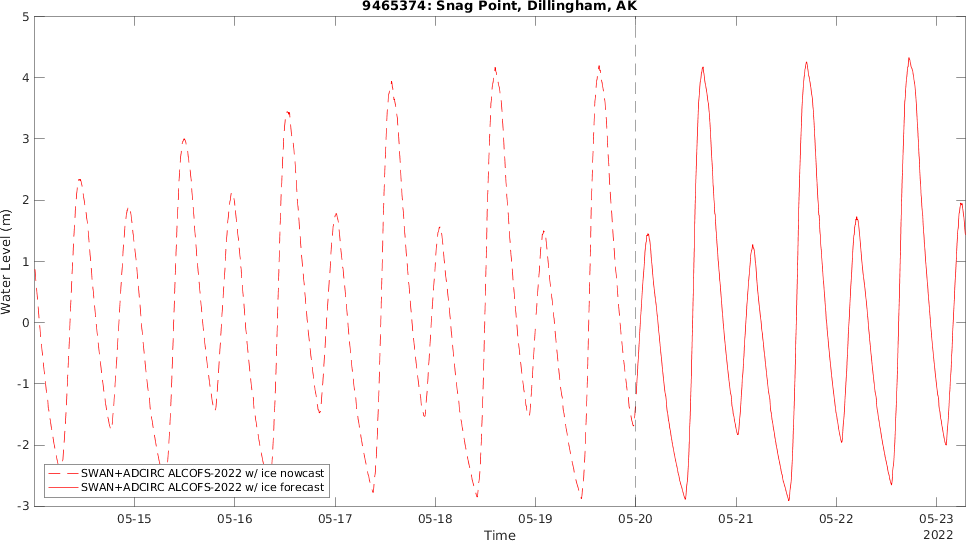 9465374: Snag Point, Dillingham, AK
5
4
3
2
1
0
-1
-2
-3
Water Level (m)
SWAN+ADCIRC ALCOFS-2022 w/ ice nowcast
SWAN+ADCIRC ALCOFS-2022 w/ ice forecast
05-15 05-16 05-17 05-18 05-19 05-20 05-21 05-22 05-23
2022
Time